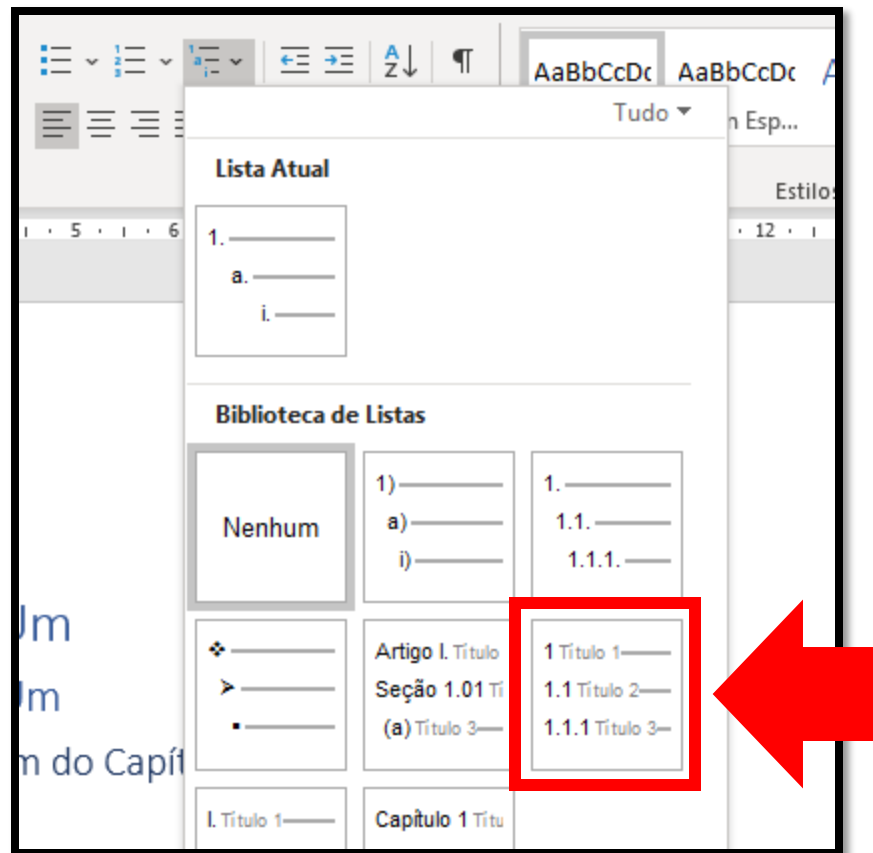 AaBbCcDc AaBbCcDc
Tudo
n Esp...
Lista Atual
Estilos
5 6 12
1.
a.
i.
Biblioteca de Listas
Nenhum
1)
a)
i)
1.
1.1.
1.1.1.
Um
Um
m do Capít
Artigo I. Título
Seção 1.01 Tí
(a) Título 3
1 Título 1
1.1 Título 2
1.1.1 Título 3
I. Título 1
Capítulo 1 Títu